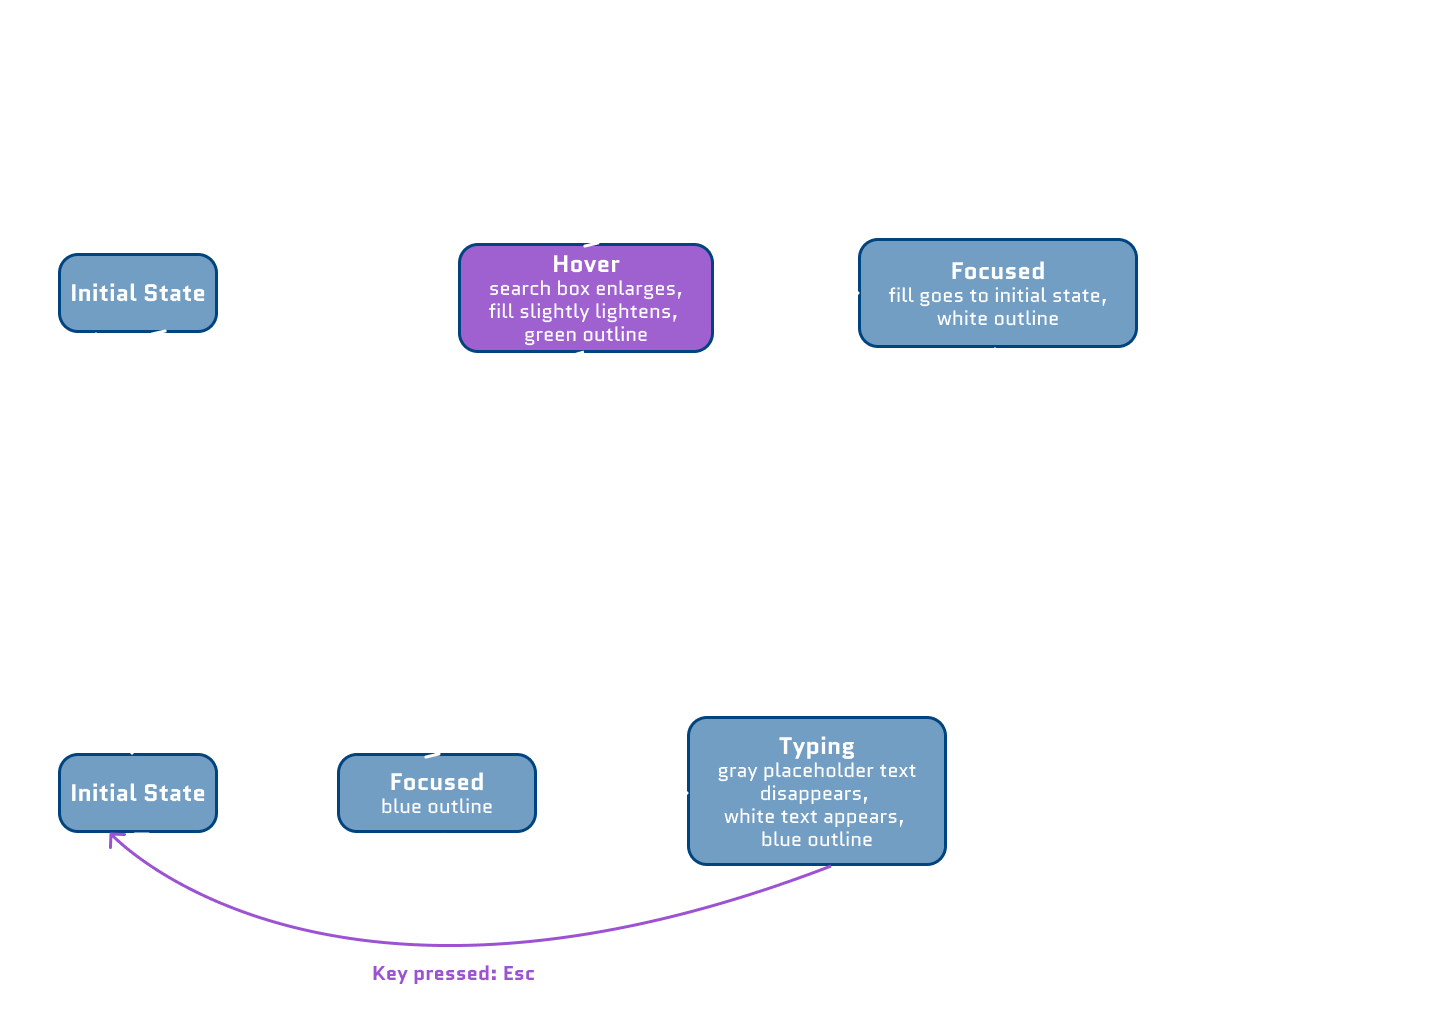 Initial State
Hover
search box enlarges,
fill slightly lightens,
green outline
Focused
fill goes to initial state,
white outline
Initial State
Focused
blue outline
Typing
gray placeholder text
disappears,
white text appears,
blue outline
Key pressed: Esc